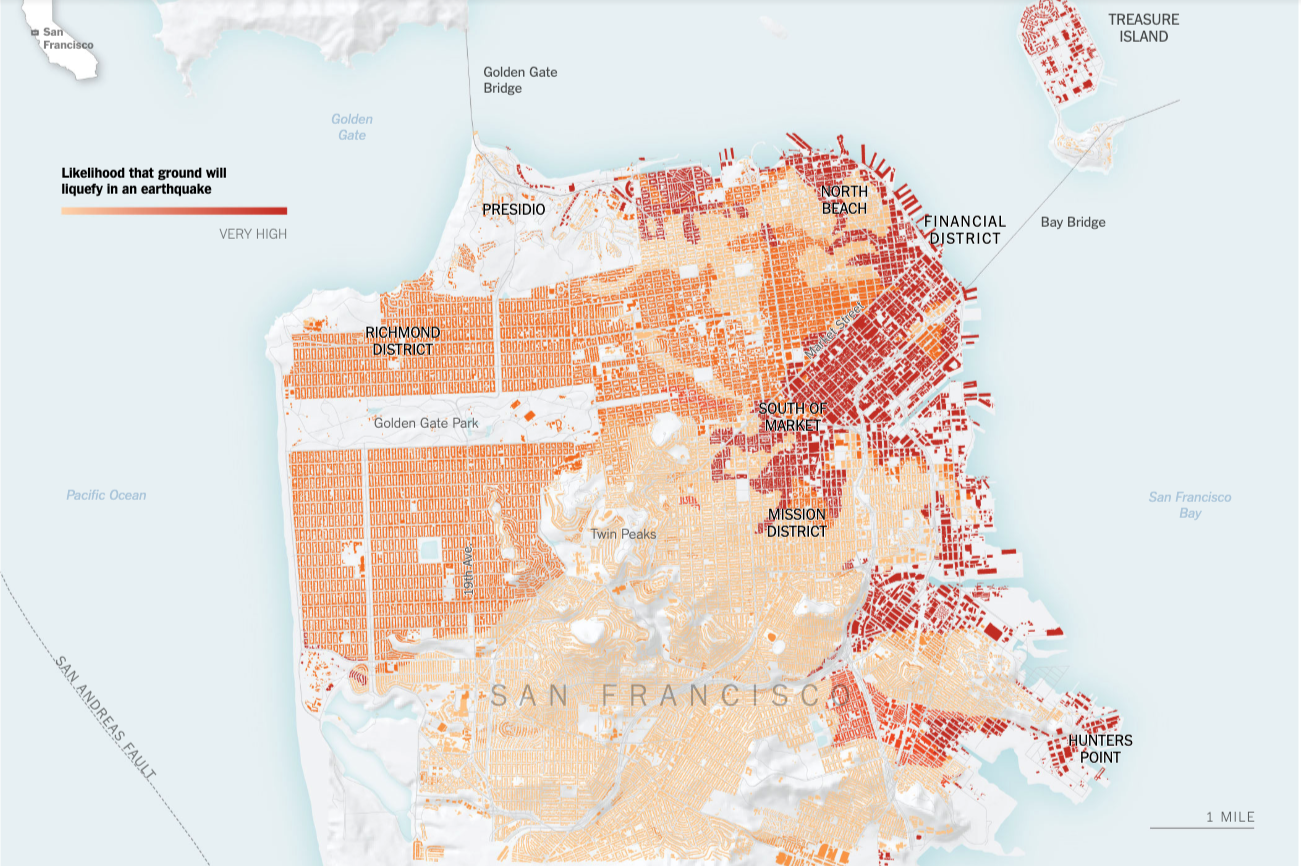 San
Francisco
TREASURE
ISLAND
Golden Gate
Bridge
Golden
Gate
Likelihood that ground will
liquefy in an earthquake
VERY HIGH
PRESIDIO
NORTH
BEACH
FINANCIAL
DISTRICT
Bay Bridge
RICHMOND
DISTRICT
Market Street
Golden Gate Park
SOUTH OF
MARKET
Pacific Ocean
San Francisco
Bay
MISSION
DISTRICT
Twin Peaks
19th Ave.
SAN ANDREAS FAULT
SAN FRANCISCO
HUNTERS
POINT
1 MILE